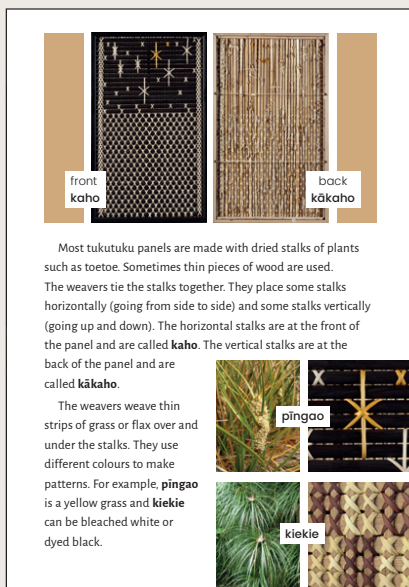 front
kaho
back
kākaho
Most tukutuku panels are made with dried stalks of plants
such as toetoe. Sometimes thin pieces of wood are used.
The weavers tie the stalks together. They place some stalks
horizontally (going from side to side) and some stalks vertically
(going up and down). The horizontal stalks are at the front of
the panel and are called kaho. The vertical stalks are at the
back of the panel and are
called kākaho.
The weavers weave thin
strips of grass or flax over and
under the stalks. They use
different colours to make
patterns. For example, pīngao
is a yellow grass and kiekie
can be bleached white or
dyed black.
pīngao
kiekie